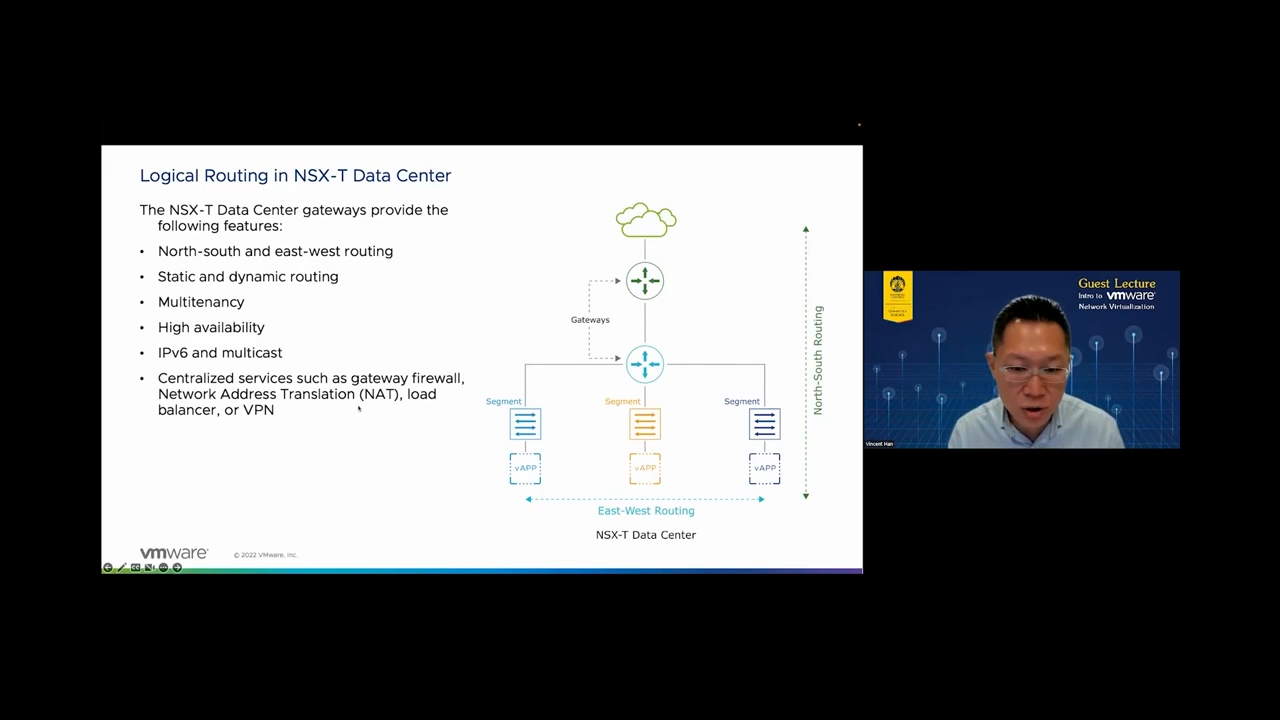 Logical Routing in NSX-T Data Center
The NSX-T Data Center gateways provide the
following features:
• North-south and east-west routing
• Static and dynamic routing
• Multitenancy
• High availability
• IPv6 and multicast
• Centralized services such as gateway firewall,
Network Address Translation (NAT), load
balancer, or VPN
Gateways
Segment
Segment
Segment
vAPP
vAPP
vAPP
East-West Routing
NSX-T Data Center
North-South Routing
vmware®
© 2022 VMware, Inc.
Guest Lecture
Intro to vmware®
Network Virtualization
Vincent Han